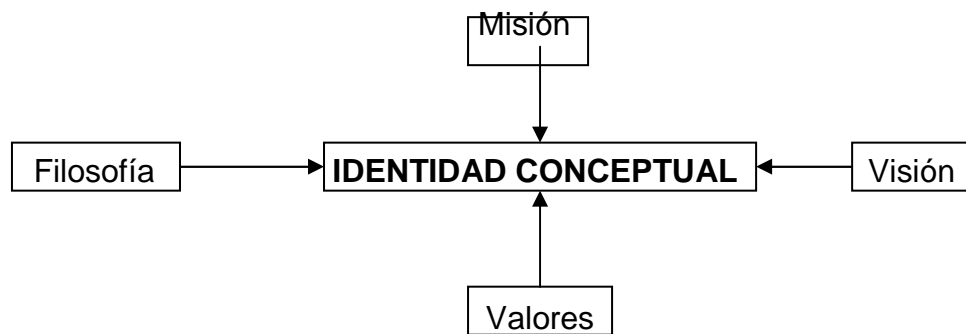 Misión
Filosofía
IDENTIDAD CONCEPTUAL
Visión
Valores